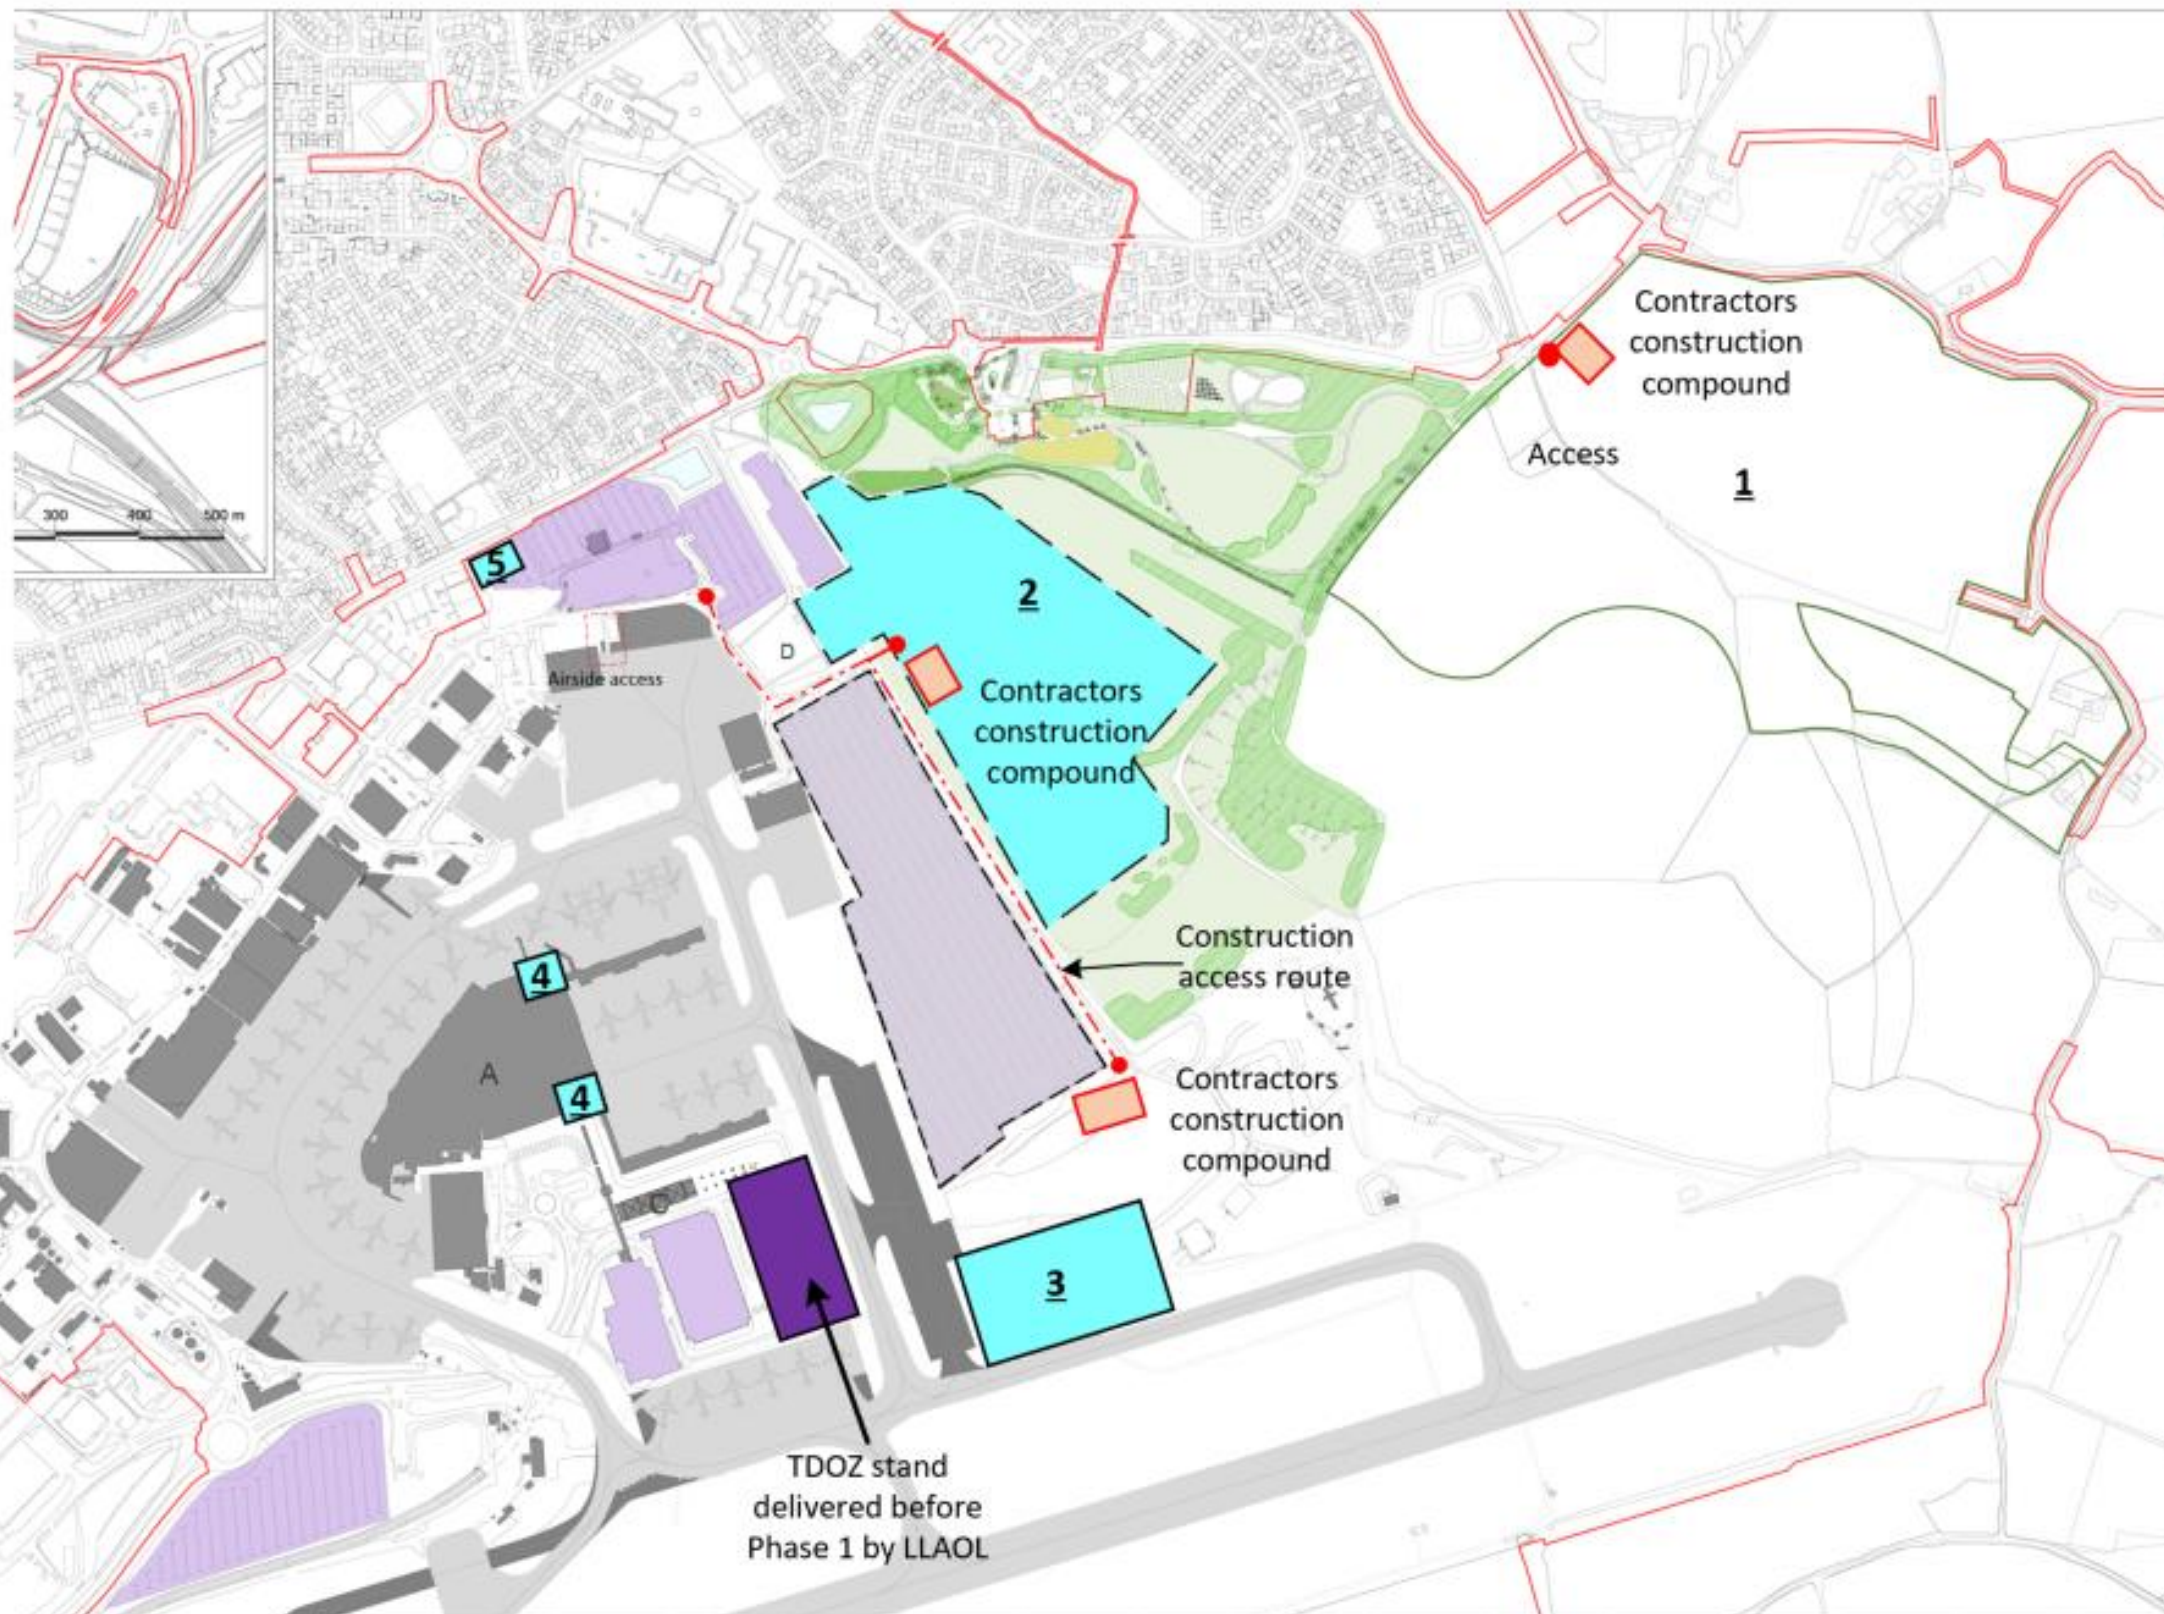 Contractors
construction
compound
Access
1
300 400 500 m
5
2
D
Airside access
Contractors
construction
compound
Construction
access route
4
A
4
Contractors
construction
compound
C
3
TDOZ stand
delivered before
Phase 1 by LLAOL